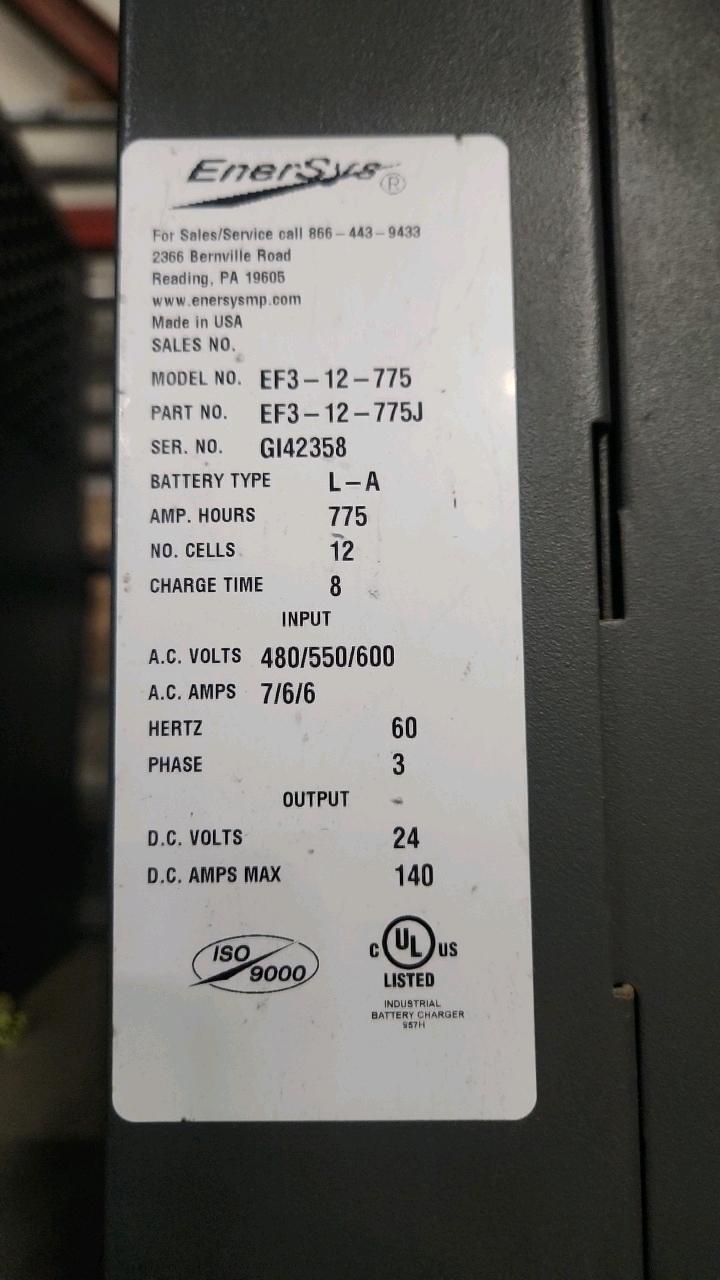 EnerSys®
For Sales/Service call 866-443-9433
2366 Bernville Road
Reading, PA 19605
www.enersysmp.com
Made in USA
SALES NO.
MODEL NO. EF3-12-775
PART NO. EF3-12-775J
SER. NO. GI42358
BATTERY TYPE L-A
AMP. HOURS 775
NO. CELLS 12
CHARGE TIME 8
INPUT
A.C. VOLTS 480/550/600
A.C. AMPS 7/6/6
HERTZ 60
PHASE 3
OUTPUT
D.C. VOLTS 24
D.C. AMPS MAX 140
ISO 9000
C UL US
LISTED
INDUSTRIAL
BATTERY CHARGER
957H